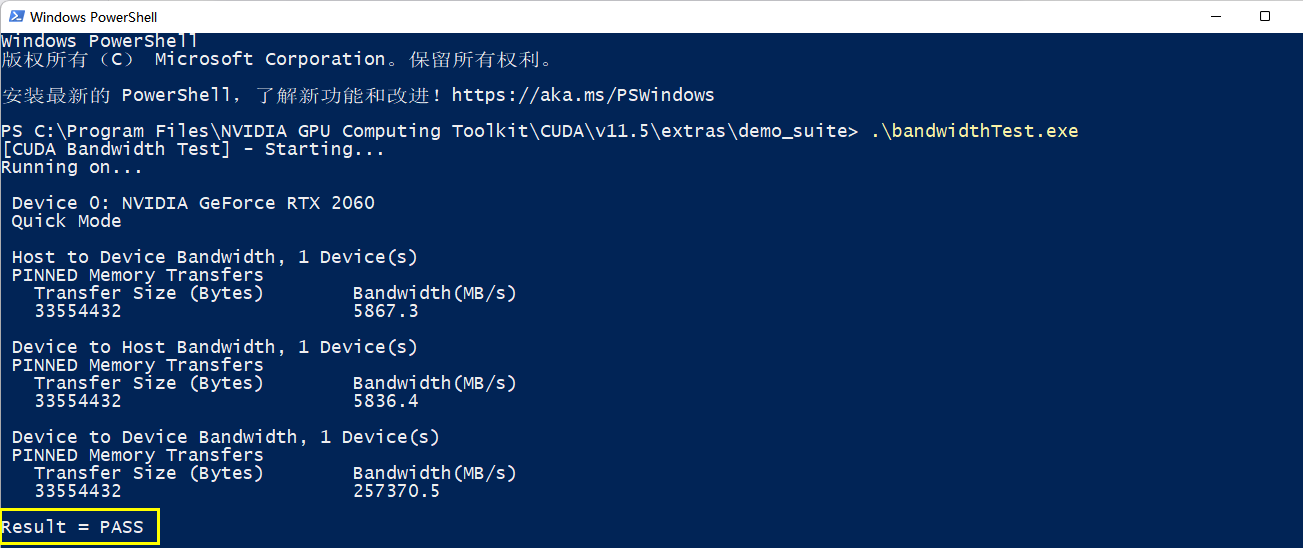 Windows PowerShell
Windows PowerShell
版权所有（C） Microsoft Corporation。保留所有权利。
安装最新的 PowerShell，了解新功能和改进！https://aka.ms/PSWindows
PS C:\Program Files\NVIDIA GPU Computing Toolkit\CUDA\v11.5\extras\demo_suite> .\bandwidthTest.exe
[CUDA Bandwidth Test] - Starting...
Running on...
Device 0: NVIDIA GeForce RTX 2060
Quick Mode
Host to Device Bandwidth, 1 Device(s)
PINNED Memory Transfers
Transfer Size (Bytes) Bandwidth(MB/s)
33554432 5867.3
Device to Host Bandwidth, 1 Device(s)
PINNED Memory Transfers
Transfer Size (Bytes) Bandwidth(MB/s)
33554432 5836.4
Device to Device Bandwidth, 1 Device(s)
PINNED Memory Transfers
Transfer Size (Bytes) Bandwidth(MB/s)
33554432 257370.5
Result = PASS